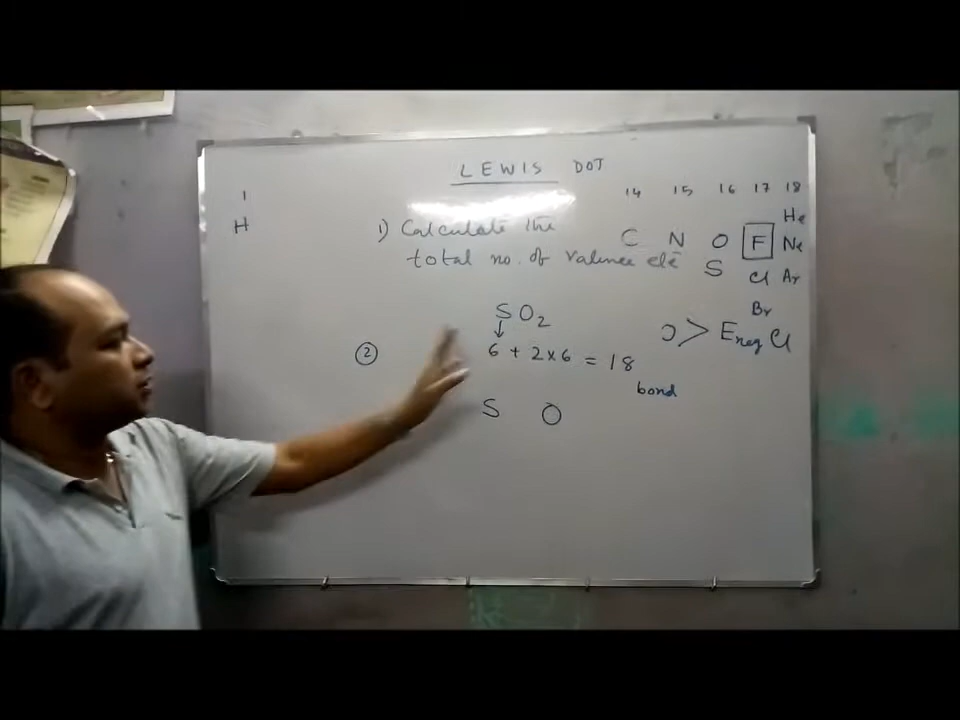 LEWIS DOT
1 14 15 16 17 18
He
H 1) Calculate the C N O F Ne
total no. of valence ele S Cl Ar
Br
SO2
O > Eneg Cl
② 6 + 2x6 = 18
bond
S O